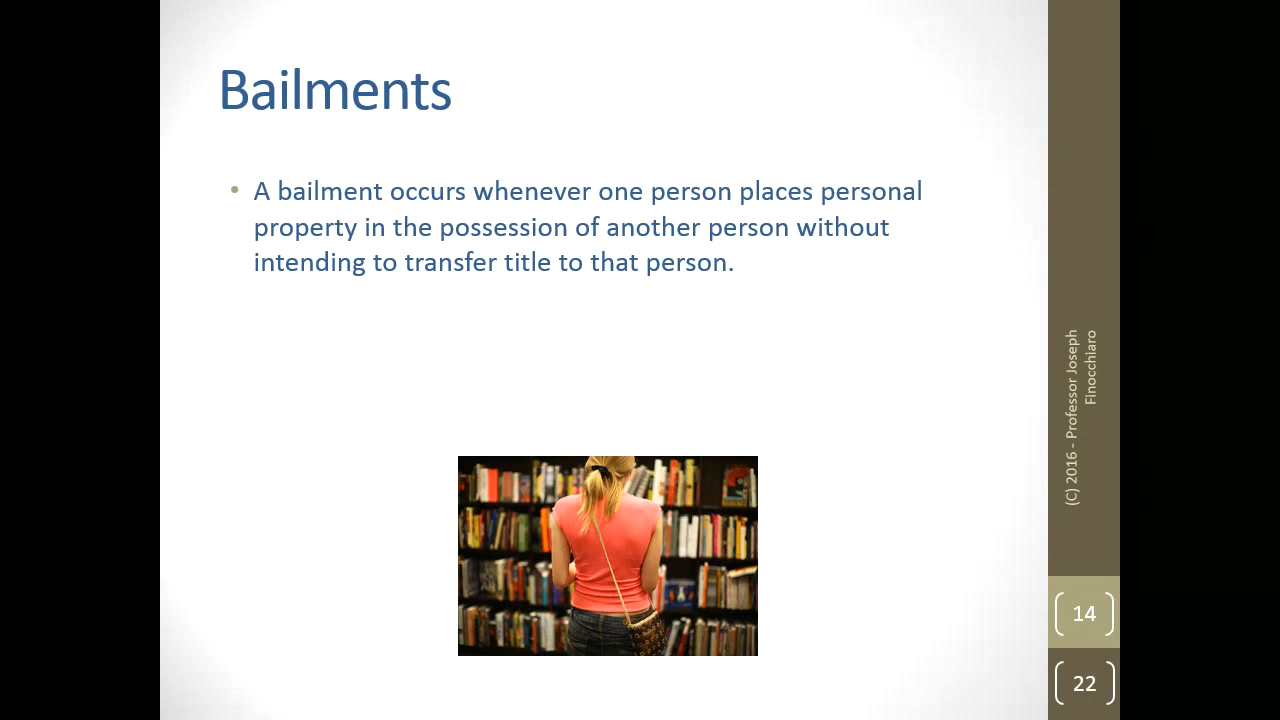 Bailments
• A bailment occurs whenever one person places personal
property in the possession of another person without
intending to transfer title to that person.
(C) 2016 - Professor Joseph
Finocchiaro
14
22